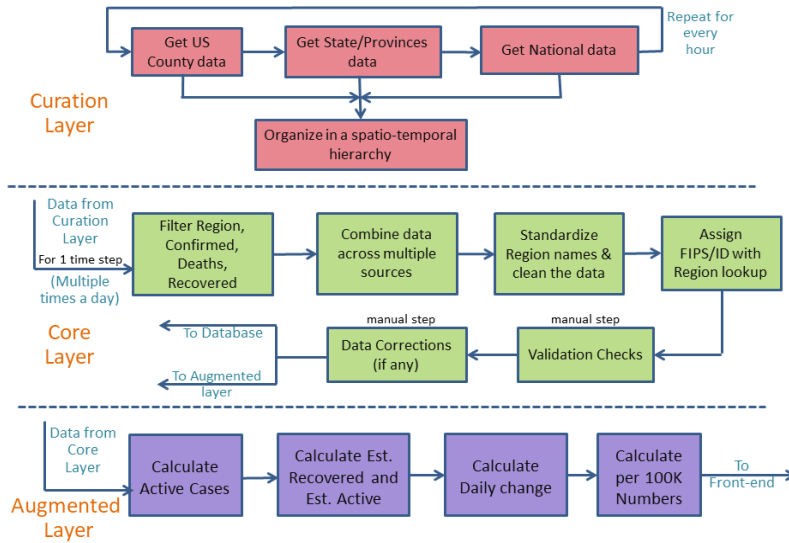 Repeat for
every
hour
Get US
County data
Get State/Provinces
data
Get National data
Curation
Layer
Organize in a spatio-temporal
hierarchy
Data from
Curation
Layer
For 1 time step
(Multiple
times a day)
Filter Region,
Confirmed,
Deaths,
Recovered
Combine data
across multiple
sources
Standardize
Region names &
clean the data
Assign
FIPS/ID with
Region lookup
Core
Layer
To Database
To Augmented
layer
manual step
Data Corrections
(if any)
manual step
Validation Checks
Data from
Core
Layer
Augmented
Layer
Calculate
Active Cases
Calculate Est.
Recovered and
Est. Active
Calculate
Daily change
Calculate
per 100K
Numbers
To
Front-end